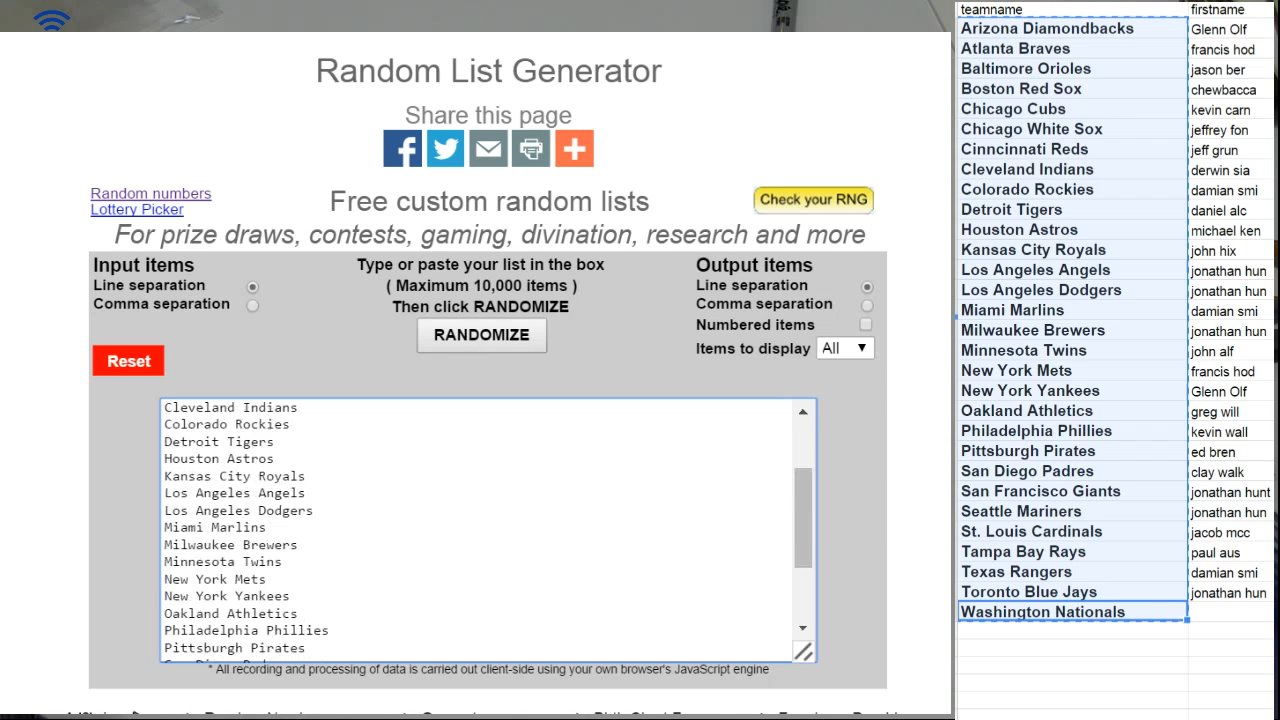 Random List Generator
Share this page
Random numbers
Lottery Picker
Free custom random lists
Check your RNG
For prize draws, contests, gaming, divination, research and more
Input items
Line separation
Comma separation
Type or paste your list in the box
( Maximum 10,000 items )
Then click RANDOMIZE
RANDOMIZE
Output items
Line separation
Comma separation
Numbered items
Items to display All
Reset
Cleveland Indians
Colorado Rockies
Detroit Tigers
Houston Astros
Kansas City Royals
Los Angeles Angels
Los Angeles Dodgers
Miami Marlins
Milwaukee Brewers
Minnesota Twins
New York Mets
New York Yankees
Oakland Athletics
Philadelphia Phillies
Pittsburgh Pirates
* All recording and processing of data is carried out client-side using your own browser's JavaScript engine
teamname firstname
Arizona Diamondbacks Glenn Olf
Atlanta Braves francis hod
Baltimore Orioles jason ber
Boston Red Sox chewbacca
Chicago Cubs kevin carn
Chicago White Sox jeffrey fon
Cinncinnati Reds jeff grun
Cleveland Indians derwin sia
Colorado Rockies damian smi
Detroit Tigers daniel alc
Houston Astros michael ken
Kansas City Royals john hix
Los Angeles Angels jonathan hun
Los Angeles Dodgers jonathan hun
Miami Marlins damian smi
Milwaukee Brewers jonathan hun
Minnesota Twins john alf
New York Mets francis hod
New York Yankees Glenn Olf
Oakland Athletics greg will
Philadelphia Phillies kevin wall
Pittsburgh Pirates ed bren
San Diego Padres clay walk
San Francisco Giants jonathan hunt
Seattle Mariners jonathan hun
St. Louis Cardinals jacob mcc
Tampa Bay Rays paul aus
Texas Rangers damian smi
Toronto Blue Jays jonathan hun
Washington Nationals